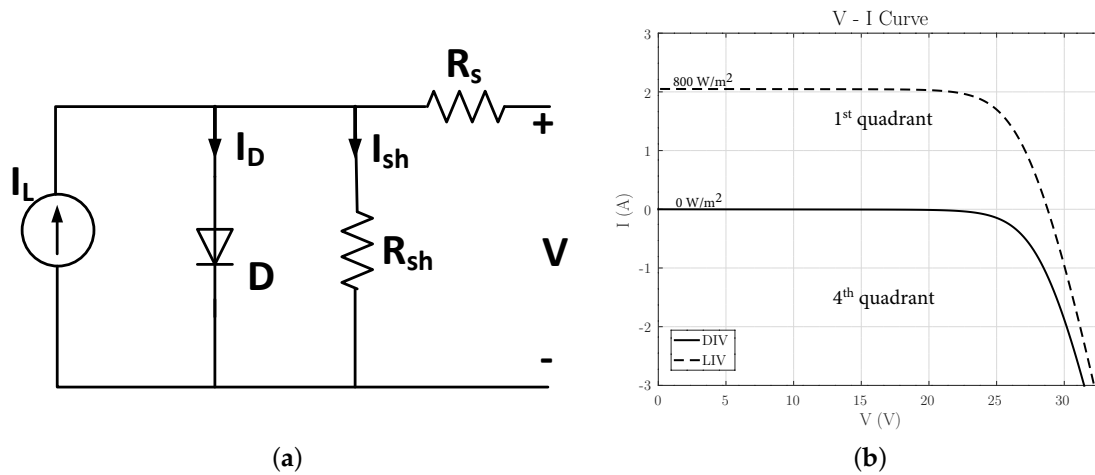 R_s
+
I_L
I_D
I_sh
D
R_sh
V
-
(a)
V - I Curve
I (A)
3
2
1
0
-1
-2
-3
800 W/m²
1st quadrant
0 W/m²
4th quadrant
DIV
LIV
0
5
10
15
20
25
30
V (V)
(b)